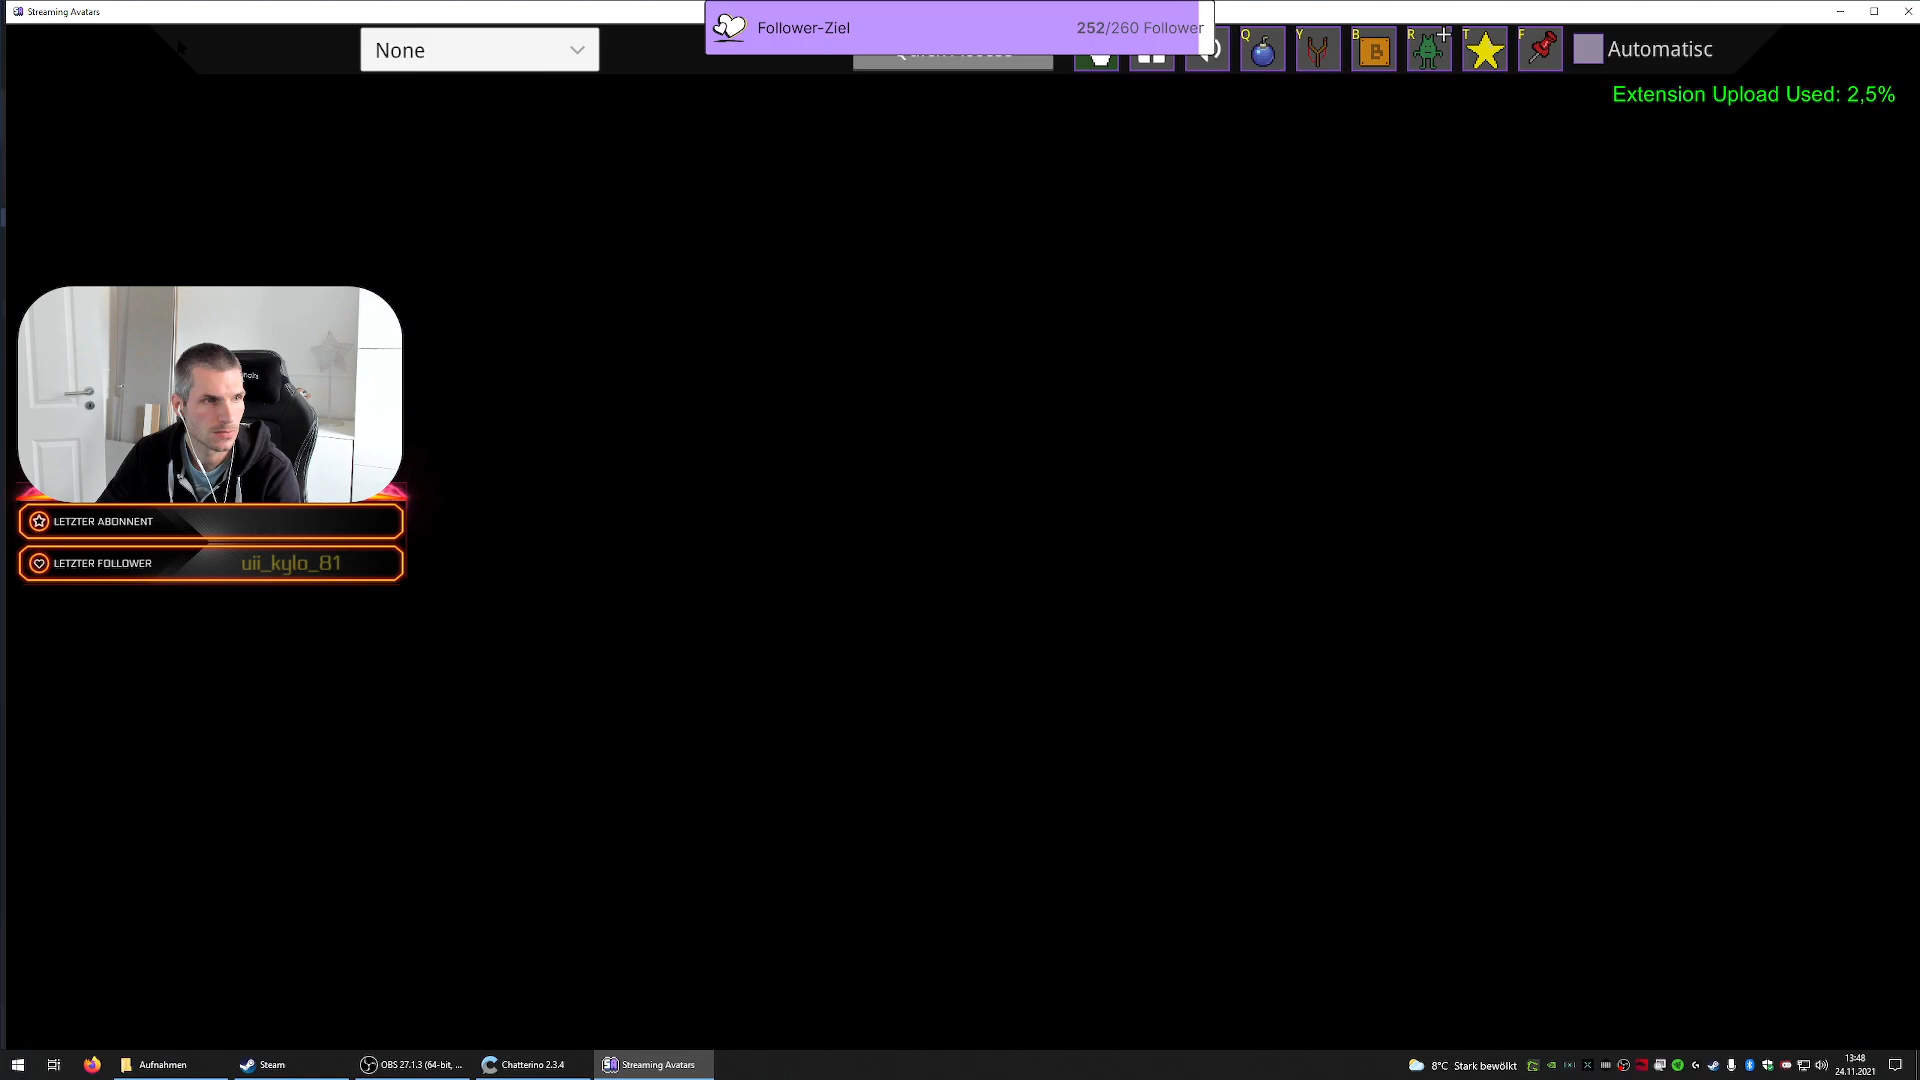 Streaming Avatars
None
Follower-Ziel
252/260 Follower
Q
Y
B
B
R
T
F
Automatisc
Extension Upload Used: 2,5%
LETZTER ABONNENT
LETZTER FOLLOWER
uii_kylo_81
Aufnahmen
Steam
OBS 27.1.3 (64-bit, ...
Chatterino 2.3.4
Streaming Avatars
8°C Stark bewölkt
13:48
24.11.2021